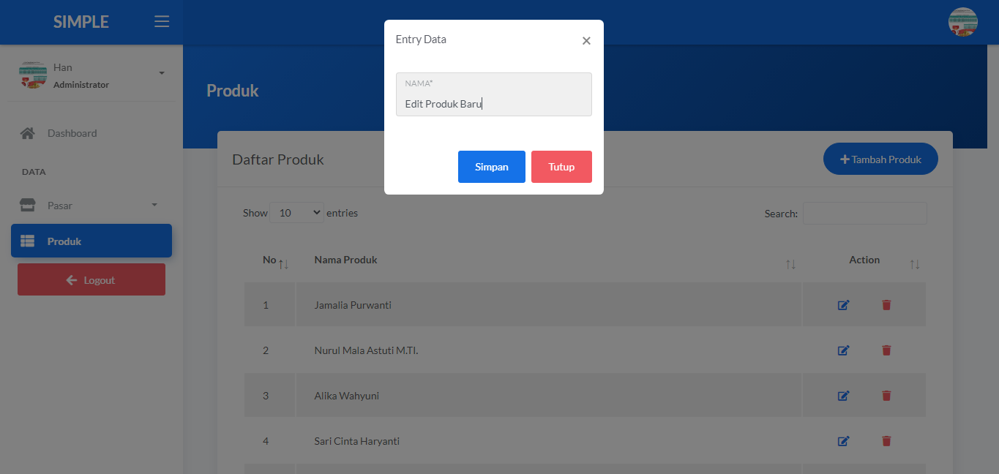 SIMPLE
Han
Administrator
Dashboard
DATA
Pasar
Produk
Logout
Produk
Entry Data
×
NAMA*
Edit Produk Baru
Simpan Tutup
Daftar Produk
Tambah Produk
Show 10 entries
Search:
No Nama Produk Action
1 Jamalia Purwanti
2 Nurul Mala Astuti M.TI.
3 Alika Wahyuni
4 Sari Cinta Haryanti